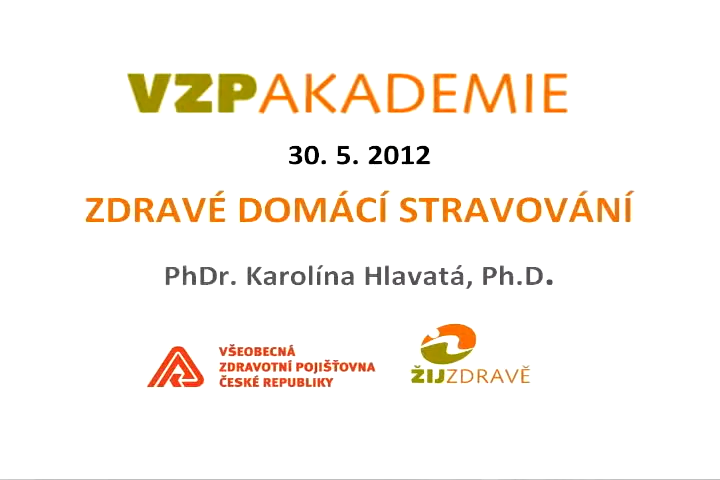 VZPAKADEMIE
30. 5. 2012
ZDRAVÉ DOMÁCÍ STRAVOVÁNÍ
PhDr. Karolína Hlavatá, Ph.D.
VŠEOBECNÁ
ZDRAVOTNÍ POJIŠŤOVNA
ČESKÉ REPUBLIKY
ŽIJZDRAVĚ